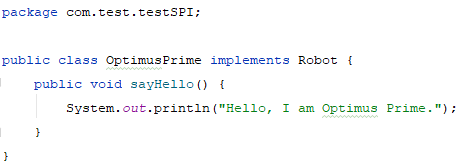 package com.test.testSPI;
public class OptimusPrime implements Robot {
public void sayHello() {
System.out.println("Hello, I am Optimus Prime.");
}
}